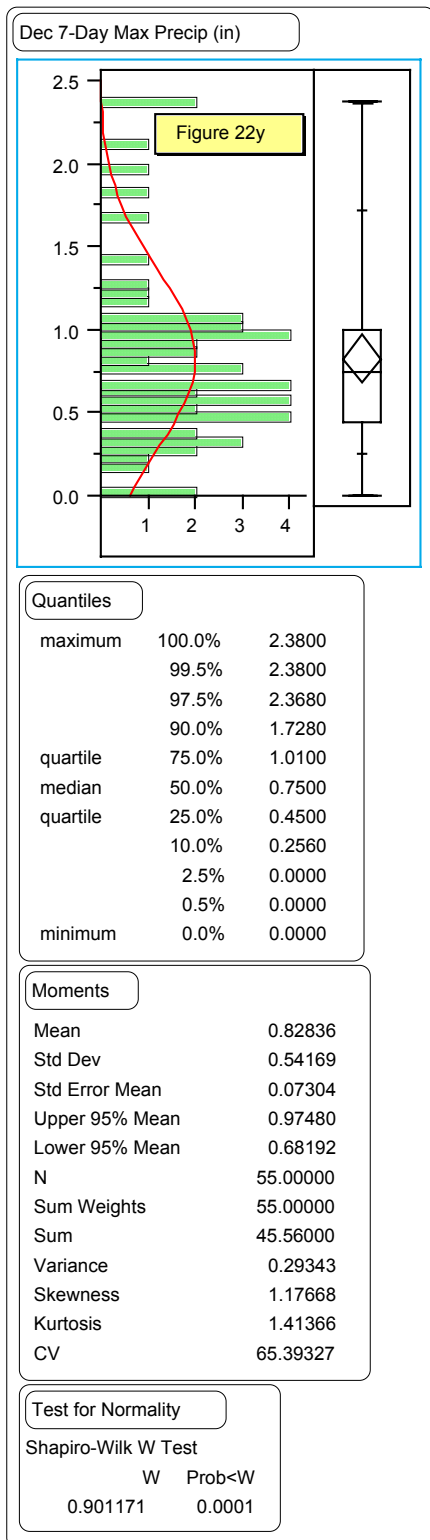 Dec 7-Day Max Precip (in)
2.5
Figure 22y
2.0
1.5
1.0
0.5
0.0
1 2 3 4
Quantiles
maximum 100.0% 2.3800
99.5% 2.3800
97.5% 2.3680
90.0% 1.7280
quartile 75.0% 1.0100
median 50.0% 0.7500
quartile 25.0% 0.4500
10.0% 0.2560
2.5% 0.0000
0.5% 0.0000
minimum 0.0% 0.0000
Moments
Mean 0.82836
Std Dev 0.54169
Std Error Mean 0.07304
Upper 95% Mean 0.97480
Lower 95% Mean 0.68192
N 55.00000
Sum Weights 55.00000
Sum 45.56000
Variance 0.29343
Skewness 1.17668
Kurtosis 1.41366
CV 65.39327
Test for Normality
Shapiro-Wilk W Test
W Prob<W
0.901171 0.0001